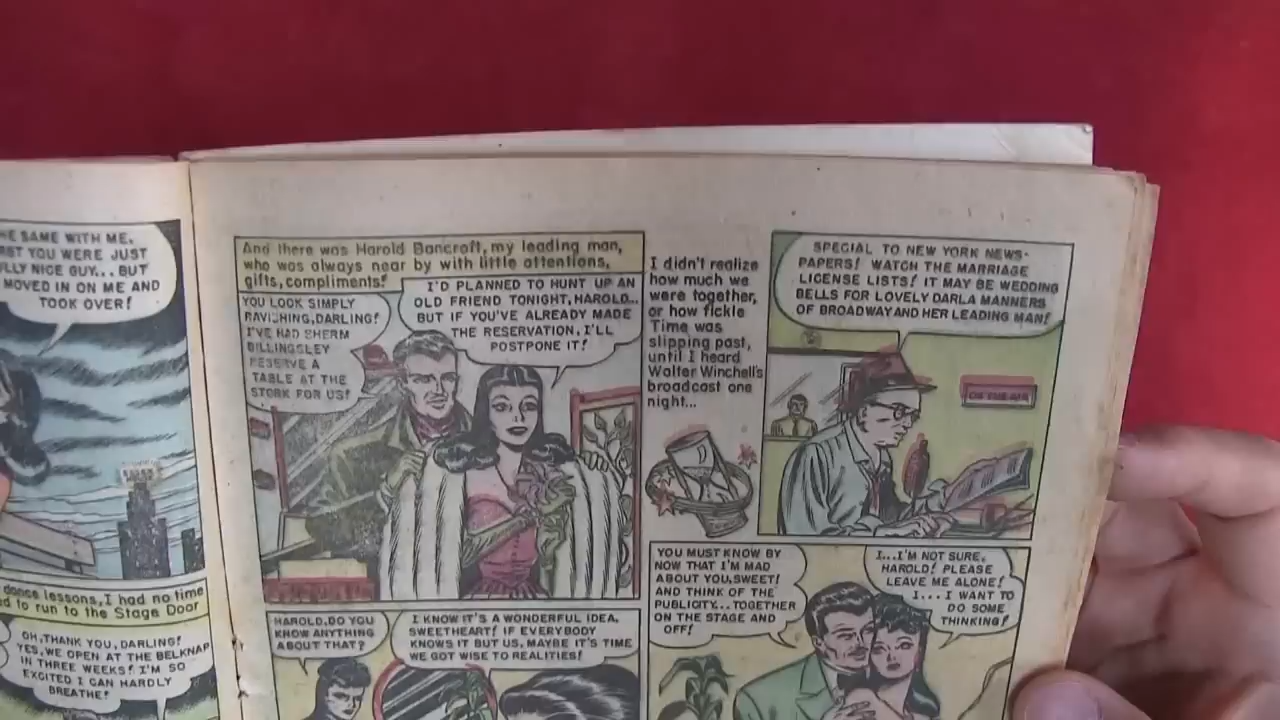 HE SAME WITH ME.
YOU WERE JUST
NICE GUY... BUT
MOVED IN ON ME AND
TOOK OVER!
dance lessons, I had no time
to run to the Stage Door
OH, THANK YOU, DARLING!
YES, WE OPEN AT THE BELKNAP
IN THREE WEEKS! I'M SO
EXCITED I CAN HARDLY
BREATHE!
And there was Harold Bancroft, my leading man,
who was always near by with little attentions,
gifts, compliments!
YOU LOOK SIMPLY
RAVISHING, DARLING!
I'VE HAD SHERM
BILLINGSLEY
RESERVE A
TABLE AT THE
STORK FOR US!
I'D PLANNED TO HUNT UP AN
OLD FRIEND TONIGHT, HAROLD...
BUT IF YOU'VE ALREADY MADE
THE RESERVATION, I'LL
POSTPONE IT!
I didn't realize
how much we
were together,
or how fickle
Time was
slipping past,
until I heard
Walter Winchell's
broadcast one
night...
SPECIAL TO NEW YORK NEWS-
PAPERS! WATCH THE MARRIAGE
LICENSE LISTS! IT MAY BE WEDDING
BELLS FOR LOVELY DARLA MANNERS
OF BROADWAY AND HER LEADING MAN!
ON THE AIR
HAROLD, DO YOU
KNOW ANYTHING
ABOUT THAT?
I KNOW IT'S A WONDERFUL IDEA,
SWEETHEART! IF EVERYBODY
KNOWS IT BUT US, MAYBE IT'S TIME
WE GOT WISE TO REALITIES!
YOU MUST KNOW BY
NOW THAT I'M MAD
ABOUT YOU, SWEET!
AND THINK OF THE
PUBLICITY... TOGETHER
ON THE STAGE AND
OFF!
I...I'M NOT SURE,
HAROLD! PLEASE
LEAVE ME ALONE!
I... I WANT TO
DO SOME
THINKING!